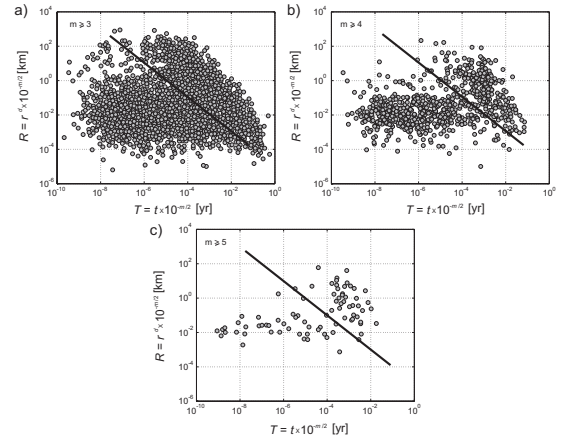 a)
m ⩾ 3
R = r^d × 10^{-m/2} [km]
10^4
10^2
10^0
10^{-2}
10^{-4}
10^{-6}
10^{-10} 10^{-8} 10^{-6} 10^{-4} 10^{-2} 10^0
T = t × 10^{-m/2} [yr]
b)
m ⩾ 4
R = r^d × 10^{-m/2} [km]
10^4
10^2
10^0
10^{-2}
10^{-4}
10^{-6}
10^{-10} 10^{-8} 10^{-6} 10^{-4} 10^{-2} 10^0
T = t × 10^{-m/2} [yr]
c)
m ⩾ 5
R = r^d × 10^{-m/2} [km]
10^4
10^2
10^0
10^{-2}
10^{-4}
10^{-6}
10^{-10} 10^{-8} 10^{-6} 10^{-4} 10^{-2} 10^0
T = t × 10^{-m/2} [yr]